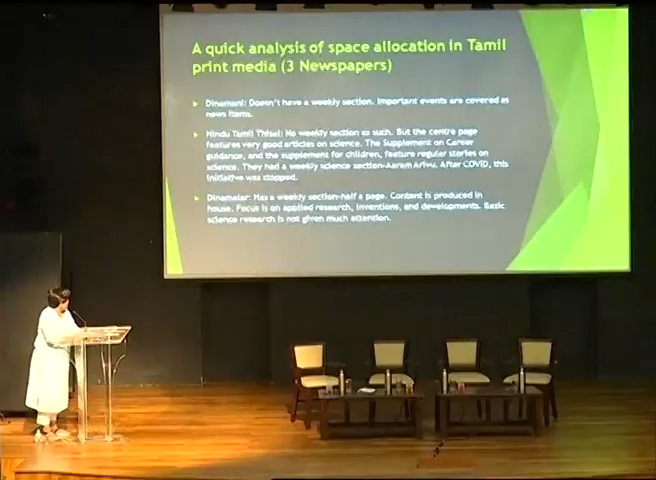 A quick analysis of space allocation in Tamil
print media (3 Newspapers)
Dinamani: Doesn't have a weekly section. Important events are covered as
news items.
Hindu Tamil Thisai: No weekly section as such. But the centre page
features very good articles on science. The Supplement on Career
guidance, and the supplement for children, feature regular stories on
science. They had a weekly science section-Aaram Arivu. After COVID, this
initiative was stopped.
Dinamalar: Has a weekly section-half a page. Content is produced in
house. Focus is on applied research, inventions, and developments. Basic
science research is not given much attention.